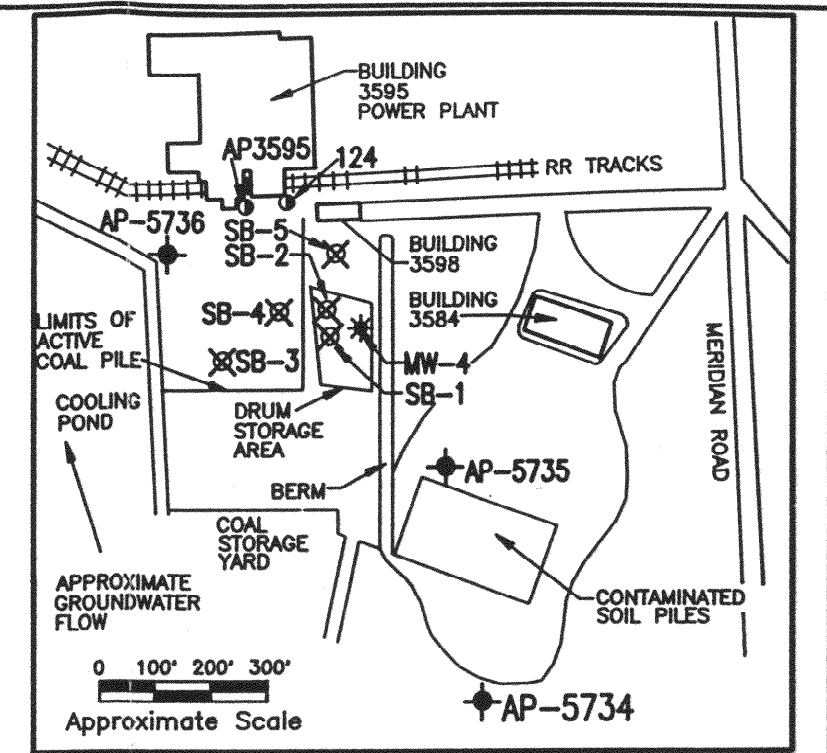 BUILDING
3595
POWER PLANT
AP3595
124
RR TRACKS
AP-5736
SB-5
SB-2
BUILDING
3598
BUILDING
3584
SB-4
LIMITS OF
ACTIVE
COAL PILE
SB-3
MW-4
SB-1
MERIDIAN ROAD
COOLING
POND
DRUM
STORAGE
AREA
AP-5735
BERM
COAL
STORAGE
YARD
APPROXIMATE
GROUNDWATER
FLOW
CONTAMINATED
SOIL PILES
0 100' 200' 300'
Approximate Scale
AP-5734